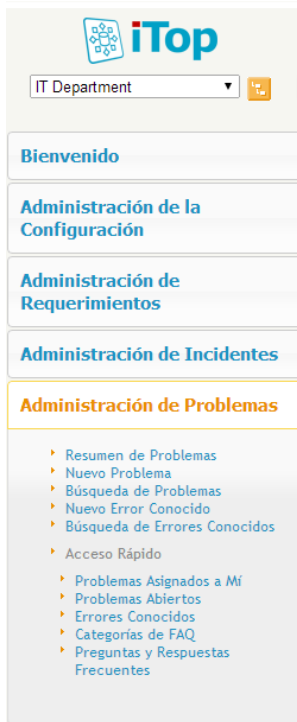 iTop
IT Department
Bienvenido
Administración de la
Configuración
Administración de
Requerimientos
Administración de Incidentes
Administración de Problemas
Resumen de Problemas
Nuevo Problema
Búsqueda de Problemas
Nuevo Error Conocido
Búsqueda de Errores Conocidos
Acceso Rápido
Problemas Asignados a Mí
Problemas Abiertos
Errores Conocidos
Categorías de FAQ
Preguntas y Respuestas
Frecuentes